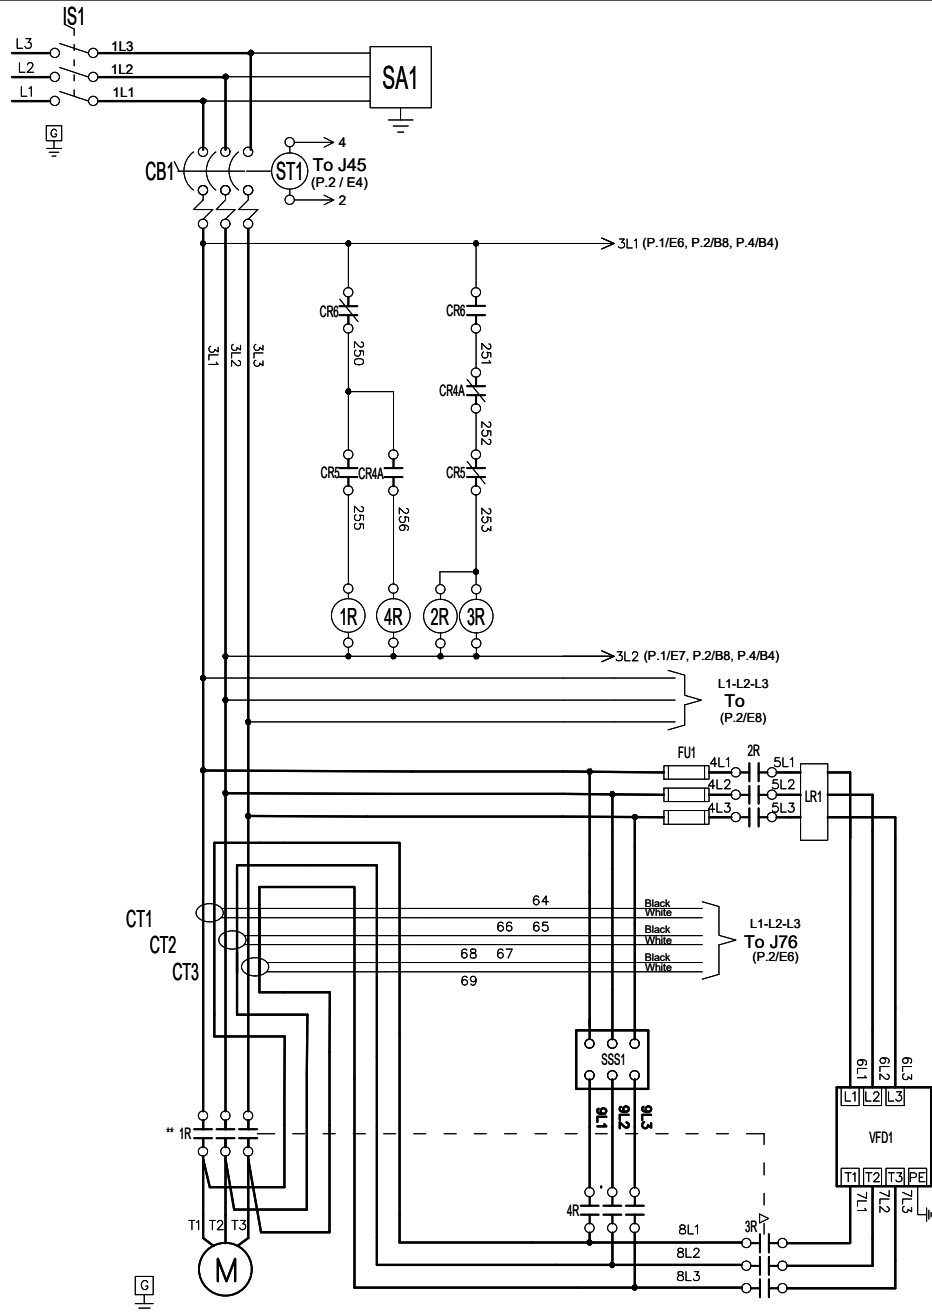 IS1
L3 1L3
L2 1L2
L1 1L1
SA1
G
CB1
ST1
4
To J45
(P.2 / E4)
2
3L1 (P.1/E6, P.2/B8, P.4/B4)
CR6
CR6
3L1
3L2
3L3
250
251
CR4A
252
CR5
CR4A
CR5
255
256
253
1R
4R
2R
3R
3L2 (P.1/E7, P.2/B8, P.4/B4)
L1-L2-L3
To
(P.2/E8)
FU1
2R
4L1
5L1
4L2
5L2
4L3
5L3
LR1
CT1
CT2
CT3
64
66 65
68 67
69
Black
White
Black
White
Black
White
L1-L2-L3
To J76
(P.2/E6)
SSS1
9L1
9L2
9L3
6L1
6L2
6L3
L1 L2 L3
VFD1
T1 T2 T3 PE
7L1
7L2
7L3
** 1R
4R
3R
T1 T2 T3
M
8L1
8L2
8L3
G